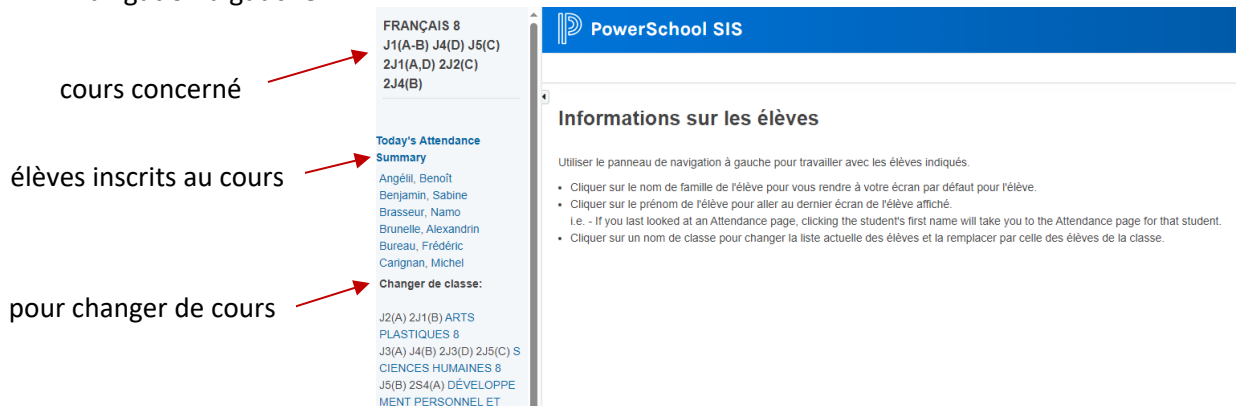 FRANÇAIS 8
J1(A-B) J4(D) J5(C)
2J1(A,D) 2J2(C)
2J4(B)
cours concerné
Today's Attendance
Summary
élèves inscrits au cours
Angélil, Benoît
Benjamin, Sabine
Brasseur, Namo
Brunelle, Alexandrin
Bureau, Frédéric
Carignan, Michel
Changer de classe:
pour changer de cours
J2(A) 2J1(B) ARTS
PLASTIQUES 8
J3(A) J4(B) 2J3(D) 2J5(C) S
CIENCES HUMAINES 8
J5(B) 2S4(A) DÉVELOPPE
MENT PERSONNEL ET
PowerSchool SIS
Informations sur les élèves
Utiliser le panneau de navigation à gauche pour travailler avec les élèves indiqués.
• Cliquer sur le nom de famille de l'élève pour vous rendre à votre écran par défaut pour l'élève.
• Cliquer sur le prénom de l'élève pour aller au dernier écran de l'élève affiché.
i.e. - If you last looked at an Attendance page, clicking the student's first name will take you to the Attendance page for that student.
• Cliquer sur un nom de classe pour changer la liste actuelle des élèves et la remplacer par celle des élèves de la classe.